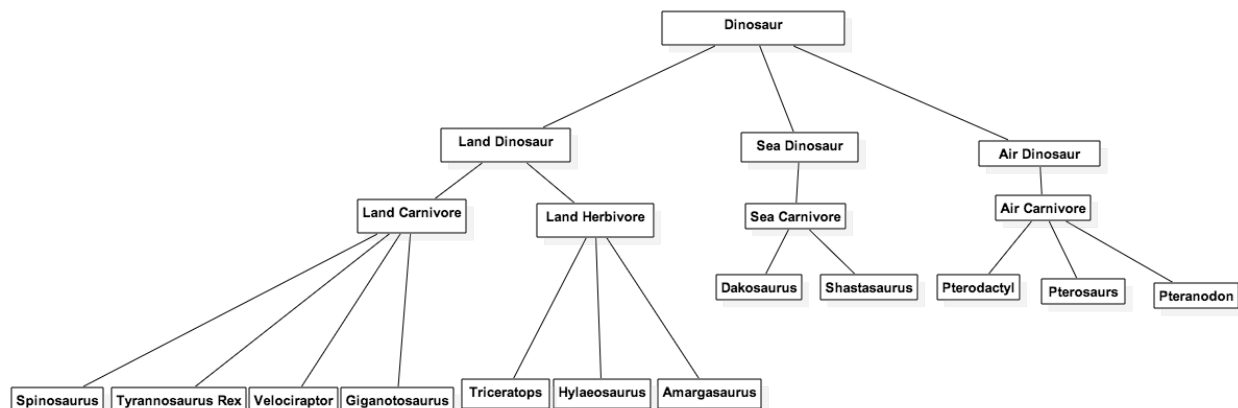 Dinosaur
Land Dinosaur
Sea Dinosaur
Air Dinosaur
Land Carnivore
Land Herbivore
Sea Carnivore
Air Carnivore
Dakosaurus
Shastasaurus
Pterodactyl
Pterosaurs
Pteranodon
Spinosaurus
Tyrannosaurus Rex
Velociraptor
Giganotosaurus
Triceratops
Hylaeosaurus
Amargasaurus